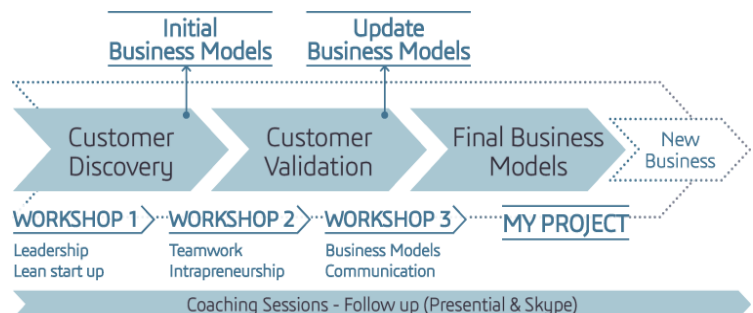 Initial
Business Models
Update
Business Models
Customer
Discovery
Customer
Validation
Final Business
Models
New
Business
WORKSHOP 1
Leadership
Lean start up
WORKSHOP 2
Teamwork
Intrapreneurship
WORKSHOP 3
Business Models
Communication
MY PROJECT
Coaching Sessions - Follow up (Presential & Skype)